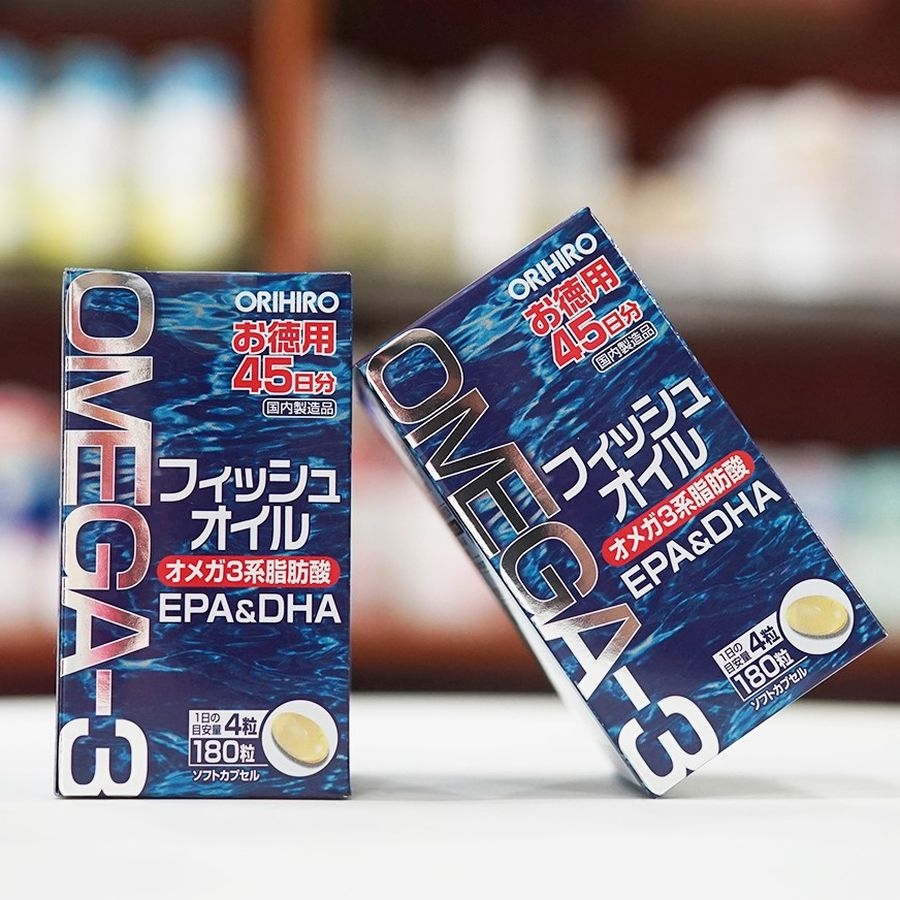 OMEGA-3
ORIHIRO
お徳用
45日分
国内製造品
フィッシュ
オイル
オメガ3系脂肪酸
EPA&DHA
1日の
目安量 4粒
180粒
ソフトカプセル
OMEGA-3
ORIHIRO
お徳用
45日分
国内製造品
フィッシュ
オイル
オメガ3系脂肪酸
EPA&DHA
1日の
目安量 4粒
180粒
ソフトカプセル